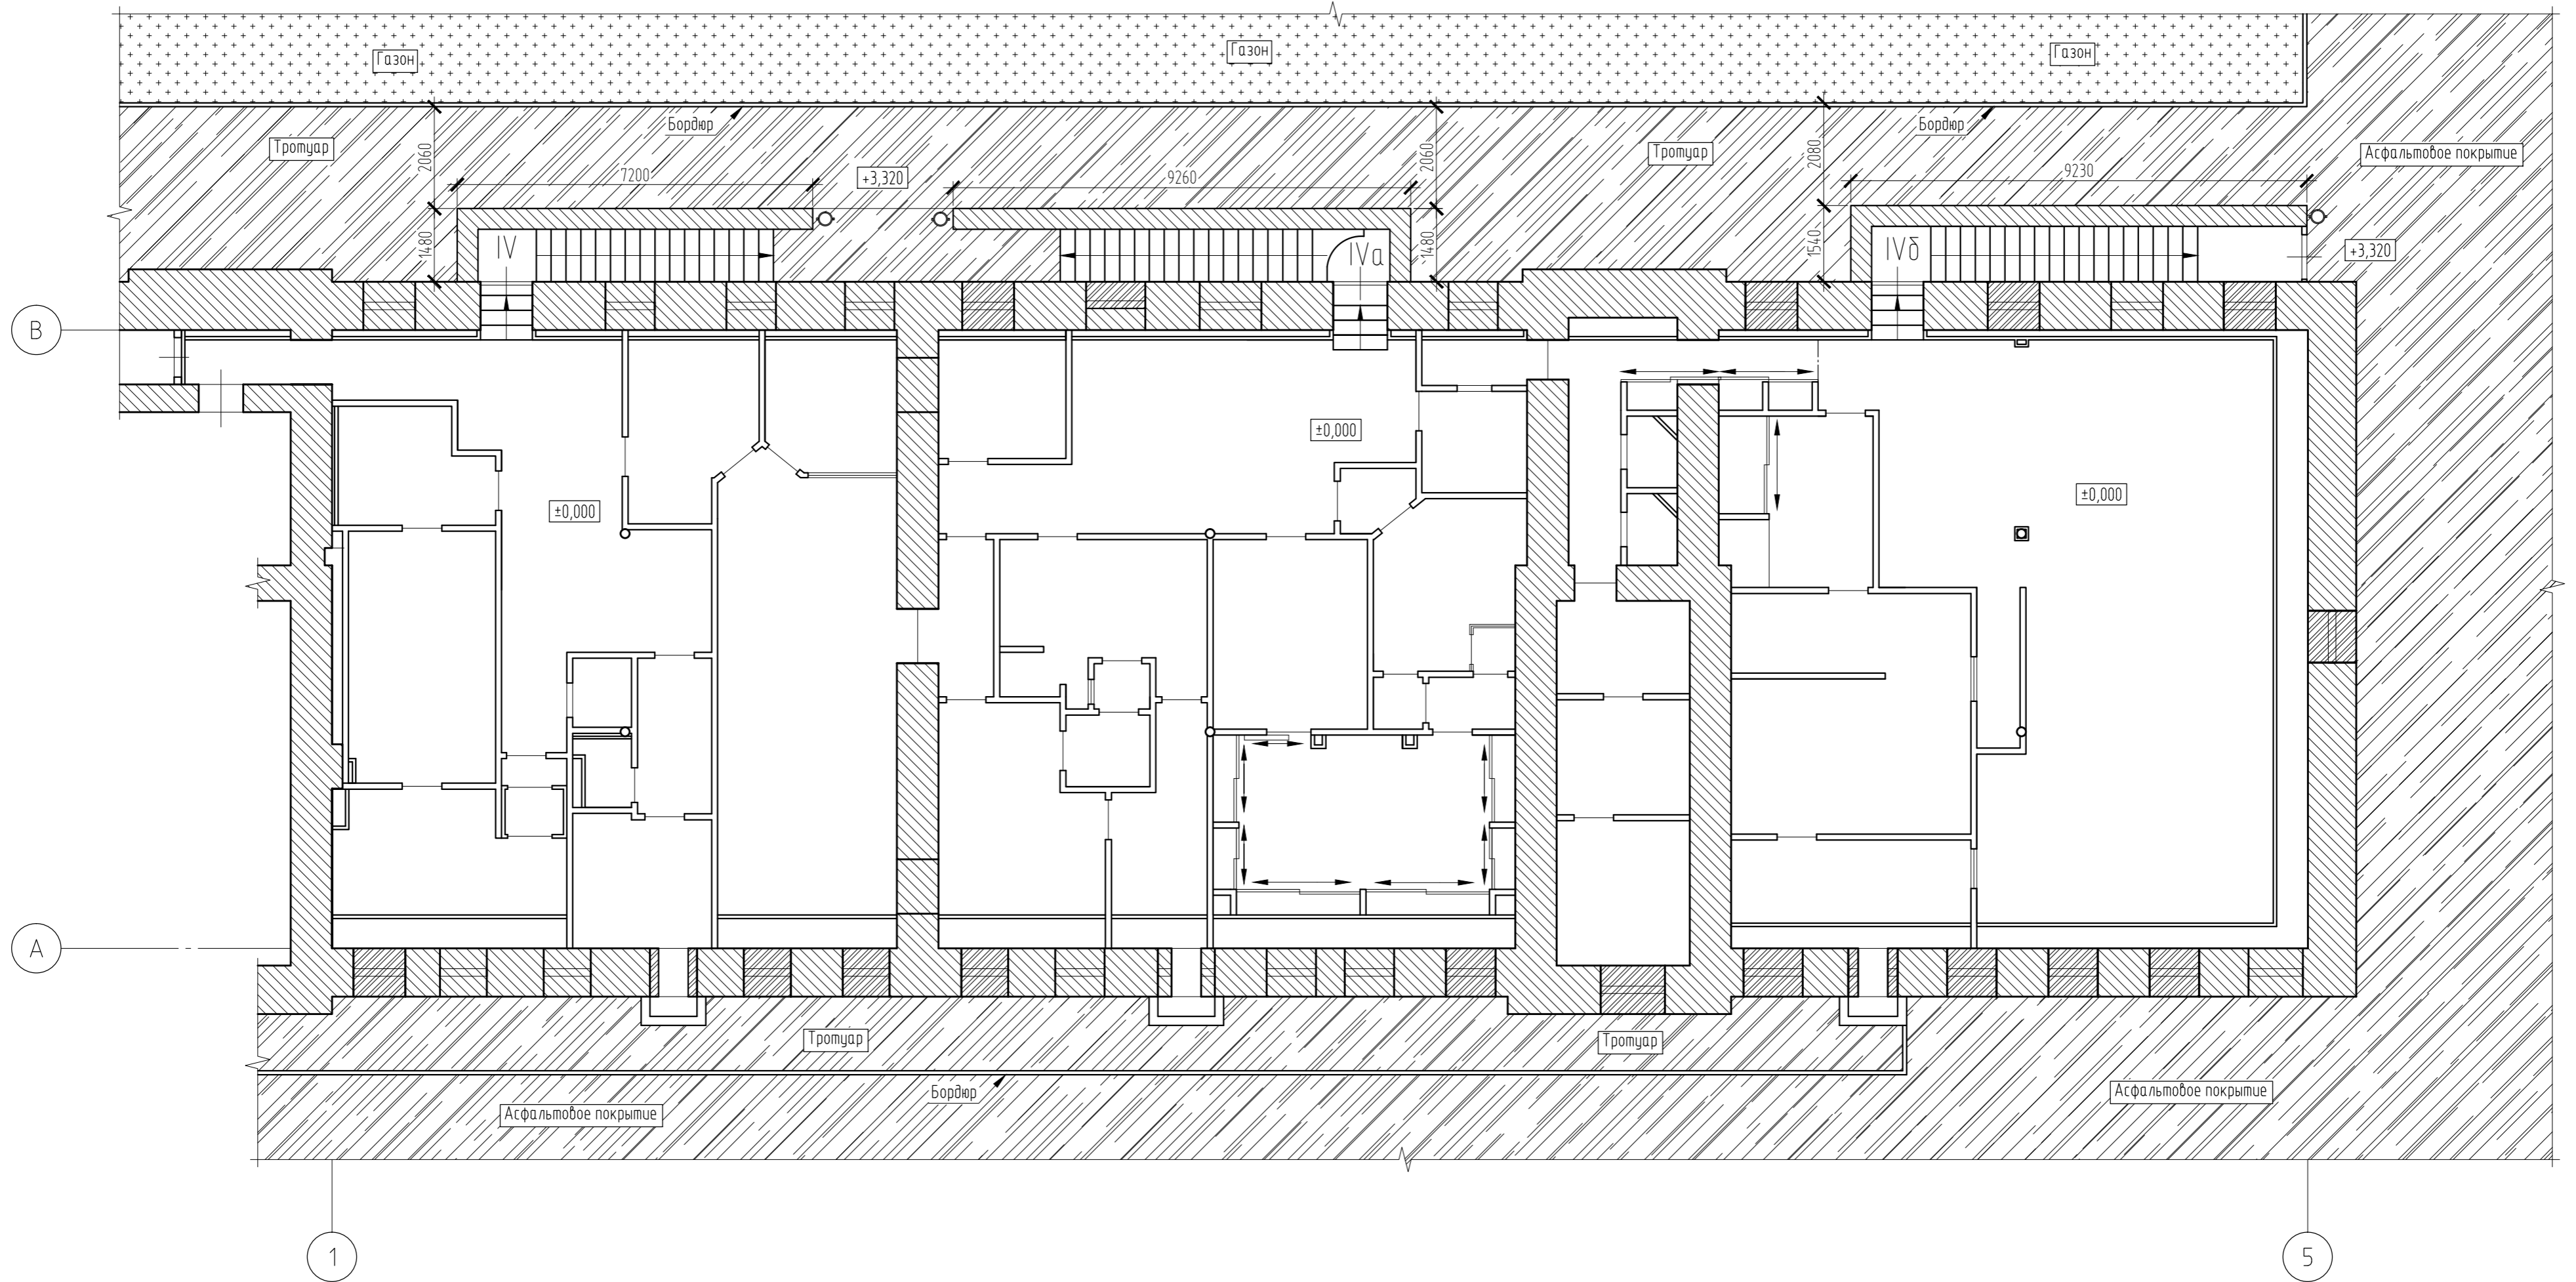 Газон
Газон
Газон
Бордюр
Бордюр
Тротуар
Тротуар
Асфальтовое покрытие
2060
2060
2080
7200
+3,320
9260
9230
1480
IV
IVа
1480
1540
IVб
+3,320
В
±0,000
±0,000
±0,000
А
Тротуар
Тротуар
Бордюр
Асфальтовое покрытие
Асфальтовое покрытие
1
5